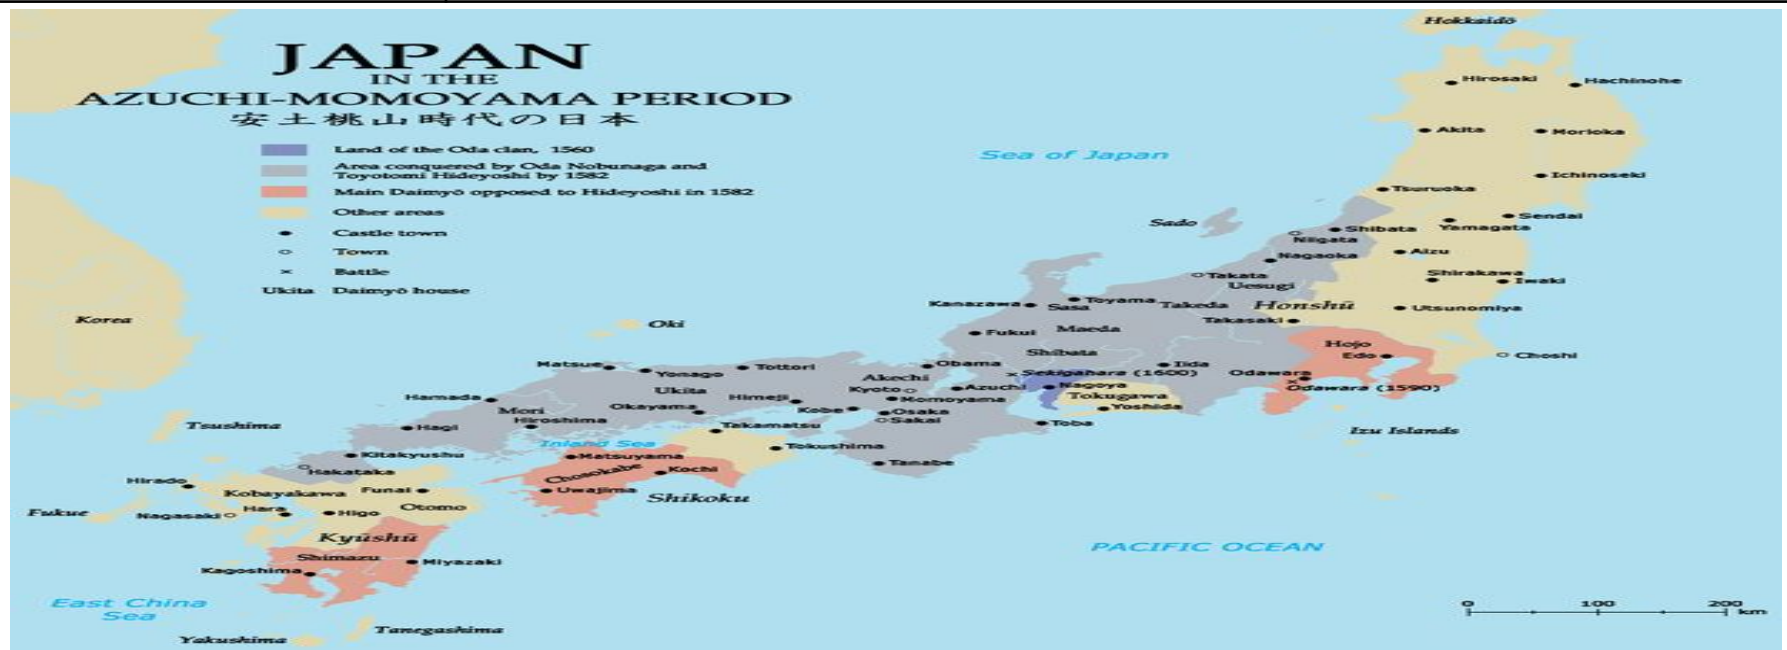 JAPAN
IN THE
AZUCHI-MOMOYAMA PERIOD
安土桃山時代の日本
Land of the Oda clan, 1560
Area conquered by Oda Nobunaga and
Toyotomi Hideyoshi by 1582
Main Daimyō opposed to Hideyoshi in 1582
Other areas
Castle town
Town
Battle
Ukita Daimyō house
Hokkaidō
Hirosaki
Hachinohe
Akita
Morioka
Sea of Japan
Ichinoseki
Tsuruoka
Sado
Sendai
Shibata
Yamagata
Niigata
Nagaoka
Aizu
Takata
Uesugi
Shirakawa
Iwaki
Kanazawa
Toyama
Sasa
Takeda
Honshū
Utsunomiya
Takasaki
Korea
Oki
Fukui
Maeda
Hojo
Shibata
Edo
Choshi
Matsue
Yonago
Tottori
Obama
Iida
Akechi
Sekigahara (1600)
Odawara
Ukita
Kyoto
Azuchi
Nagoya
Odawara (1590)
Hamada
Mori
Okayama
Himeji
Momoyama
Tokugawa
Kobe
Osaka
Yoshida
Hiroshima
Sakai
Toba
Tsushima
Hagi
Takamatsu
Izu Islands
Inland Sea
Tokushima
Kitakyushu
Matsuyama
Tanabe
Hakataka
Chosokabe
Kochi
Hirado
Kobayakawa
Funai
Uwajima
Shikoku
Fukue
Nagasaki
Hara
Higo
Otomo
Kyūshū
Shimazu
PACIFIC OCEAN
Kagoshima
Miyazaki
East China
Sea
Tanegashima
Yakushima
0 100 200 km